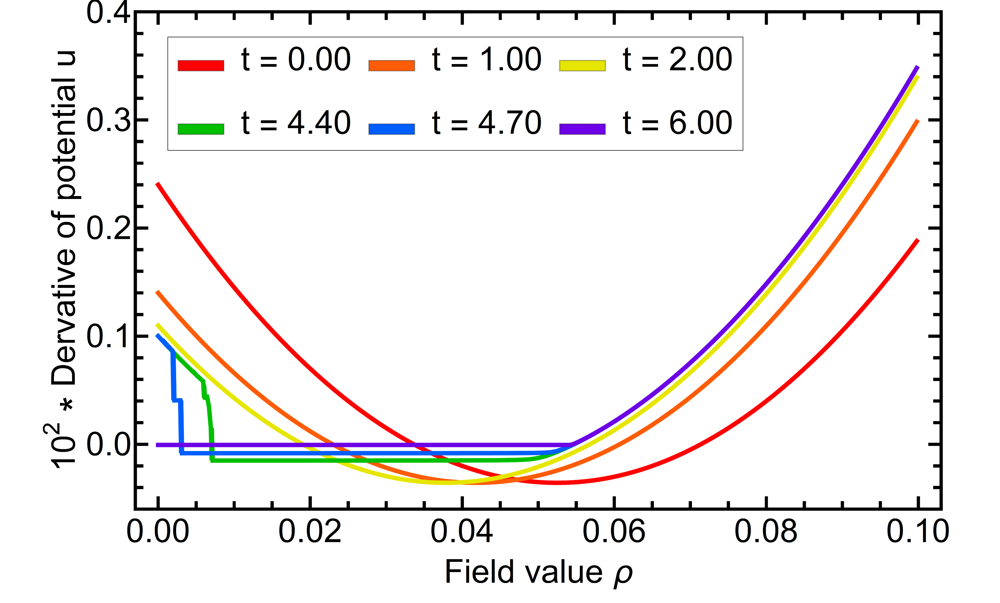 0.4
0.3
0.2
0.1
0.0
10² * Dervative of potential u
t = 0.00 t = 1.00 t = 2.00
t = 4.40 t = 4.70 t = 6.00
0.00 0.02 0.04 0.06 0.08 0.10
Field value ρ